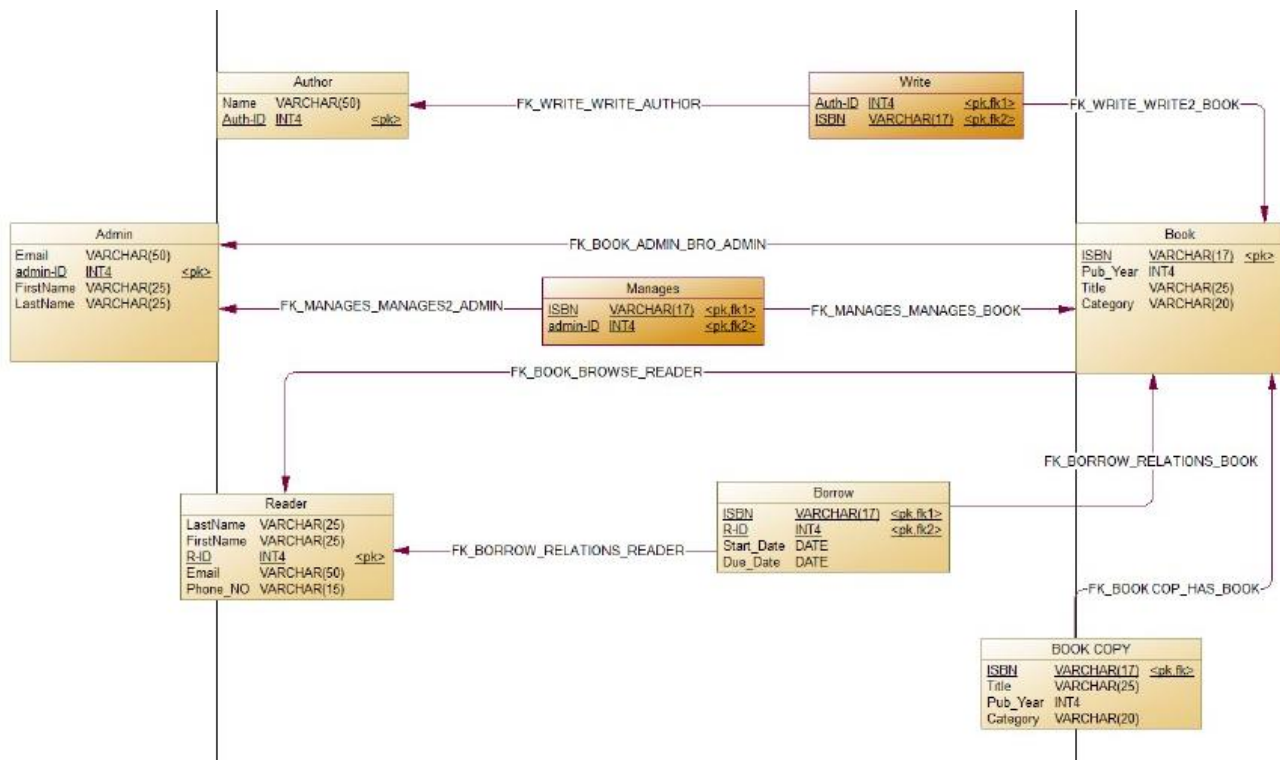 Author
Name VARCHAR(50)
Auth-ID INT4 <pk>
FK_WRITE_WRITE_AUTHOR
Write
Auth-ID INT4 <pk,fk1>
ISBN VARCHAR(17) <pk,fk2>
FK_WRITE_WRITE2_BOOK
Admin
Email VARCHAR(50)
admin-ID INT4 <pk>
FirstName VARCHAR(25)
LastName VARCHAR(25)
FK_BOOK_ADMIN_BRO_ADMIN
Book
ISBN VARCHAR(17) <pk>
Pub_Year INT4
Title VARCHAR(25)
Category VARCHAR(20)
FK_MANAGES_MANAGES2_ADMIN
Manages
ISBN VARCHAR(17) <pk,fk1>
admin-ID INT4 <pk,fk2>
FK_MANAGES_MANAGES_BOOK
FK_BOOK_BROWSE_READER
FK_BORROW_RELATIONS_BOOK
Reader
LastName VARCHAR(25)
FirstName VARCHAR(25)
R-ID INT4 <pk>
Email VARCHAR(50)
Phone_NO VARCHAR(15)
FK_BORROW_RELATIONS_READER
Borrow
ISBN VARCHAR(17) <pk,fk1>
R-ID INT4 <pk,fk2>
Start_Date DATE
Due_Date DATE
FK_BOOK COP_HAS_BOOK
BOOK COPY
ISBN VARCHAR(17) <pk,fk>
Title VARCHAR(25)
Pub_Year INT4
Category VARCHAR(20)